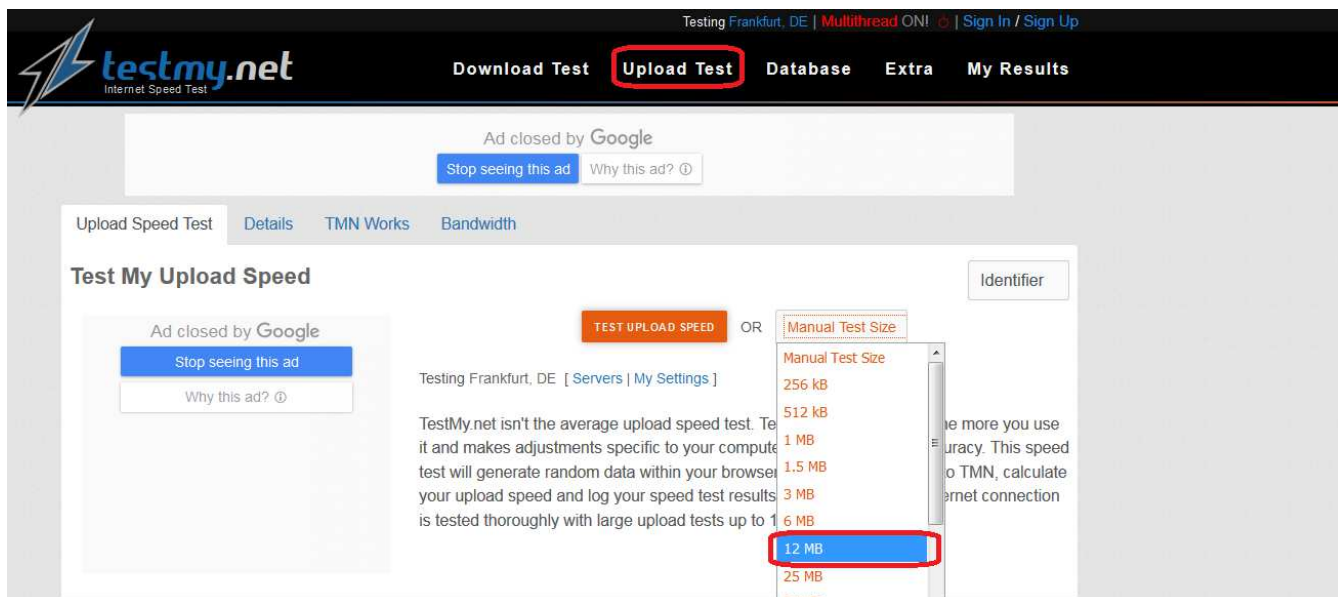 Testing Frankfurt, DE | Multithread ON! | Sign In / Sign Up
testmy.net
Internet Speed Test
Download Test Upload Test Database Extra My Results
Ad closed by Google
Stop seeing this ad Why this ad?
Upload Speed Test Details TMN Works Bandwidth
Test My Upload Speed
Identifier
Ad closed by Google
Stop seeing this ad
Why this ad?
TEST UPLOAD SPEED OR Manual Test Size
Manual Test Size
256 kB
512 kB
1 MB
1.5 MB
3 MB
6 MB
12 MB
25 MB
Testing Frankfurt, DE [ Servers | My Settings ]
TestMy.net isn't the average upload speed test. more you use
it and makes adjustments specific to your This speed
test will generate random data within your browser TMN, calculate
your upload speed and log your speed test results connection
is tested thoroughly with large upload tests up to